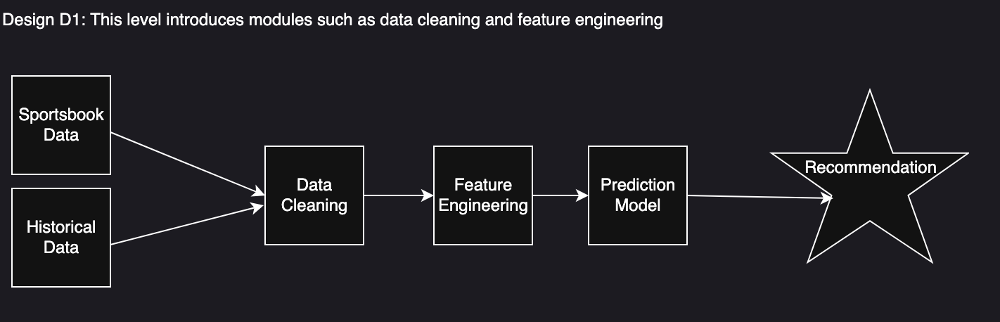 Design D1: This level introduces modules such as data cleaning and feature engineering
Sportsbook
Data
Historical
Data
Data
Cleaning
Feature
Engineering
Prediction
Model
Recommendation